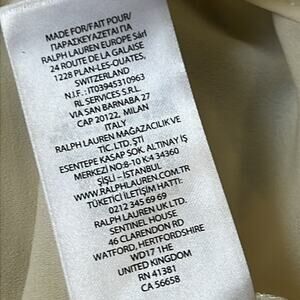 MADE FOR/FAIT POUR/
ΠΑΡΑΣΚΕΥΑΖΕΤΑΙ ΓΙΑ
RALPH LAUREN EUROPE Sàrl
24 ROUTE DE LA GALAISE
1228 PLAN-LES-OUATES,
SWITZERLAND
N.I.F.: IT03945310963
RL SERVICES S.R.L.
VIA SAN BARNABA 27
CAP 20122, MILAN
ITALY
RALPH LAUREN MAĞAZACILIK VE
TİC. LTD. ŞTİ
ESENTEPE KASAP SOK. ALTINAY İŞ
MERKEZİ NO:8-10 K:4 34360
ŞİŞLİ - İSTANBUL
WWW.RALPHLAUREN.COM.TR
TÜKETİCİ İLETİŞİM HATTI:
0212 345 69 69
RALPH LAUREN UK LTD.
SENTINEL HOUSE
46 CLARENDON RD
WATFORD, HERTFORDSHIRE
WD17 1HE
UNITED KINGDOM
RN 41381
CA 56658